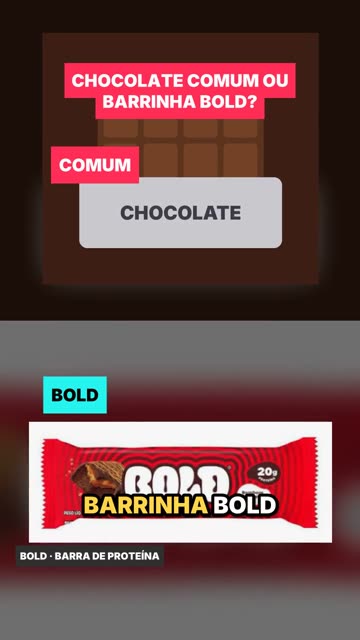 CHOCOLATE COMUM OU
BARRINHA BOLD?
COMUM
CHOCOLATE
BOLD
BOLD
20g
BARRINHA BOLD
BOLD · BARRA DE PROTEÍNA